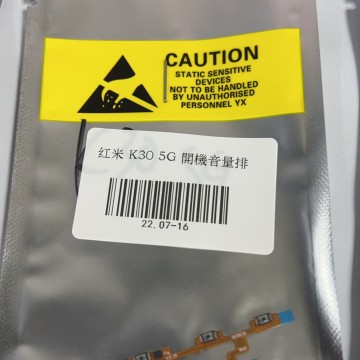 CAUTION
STATIC SENSITIVE
DEVICES
NOT TO BE HANDLED
BY UNAUTHORISED
PERSONNEL YX
红米 K30 5G 開機音量排
22.07-16